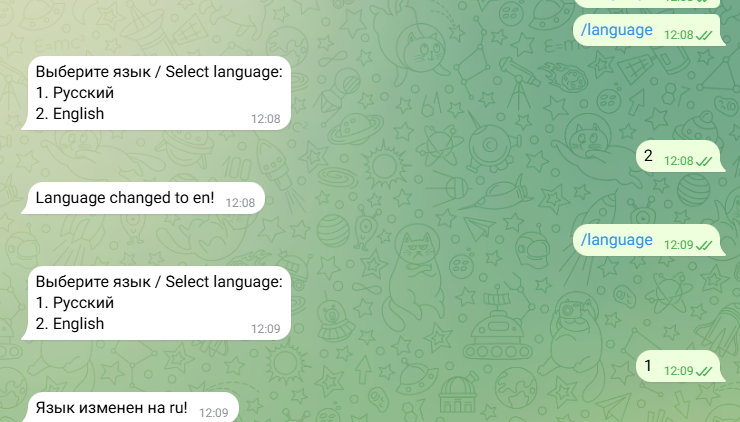 /language 12:08
Выберите язык / Select language:
1. Русский
2. English
12:08
2 12:08
Language changed to en! 12:08
/language 12:09
Выберите язык / Select language:
1. Русский
2. English
12:09
1 12:09
Язык изменен на ru! 12:09